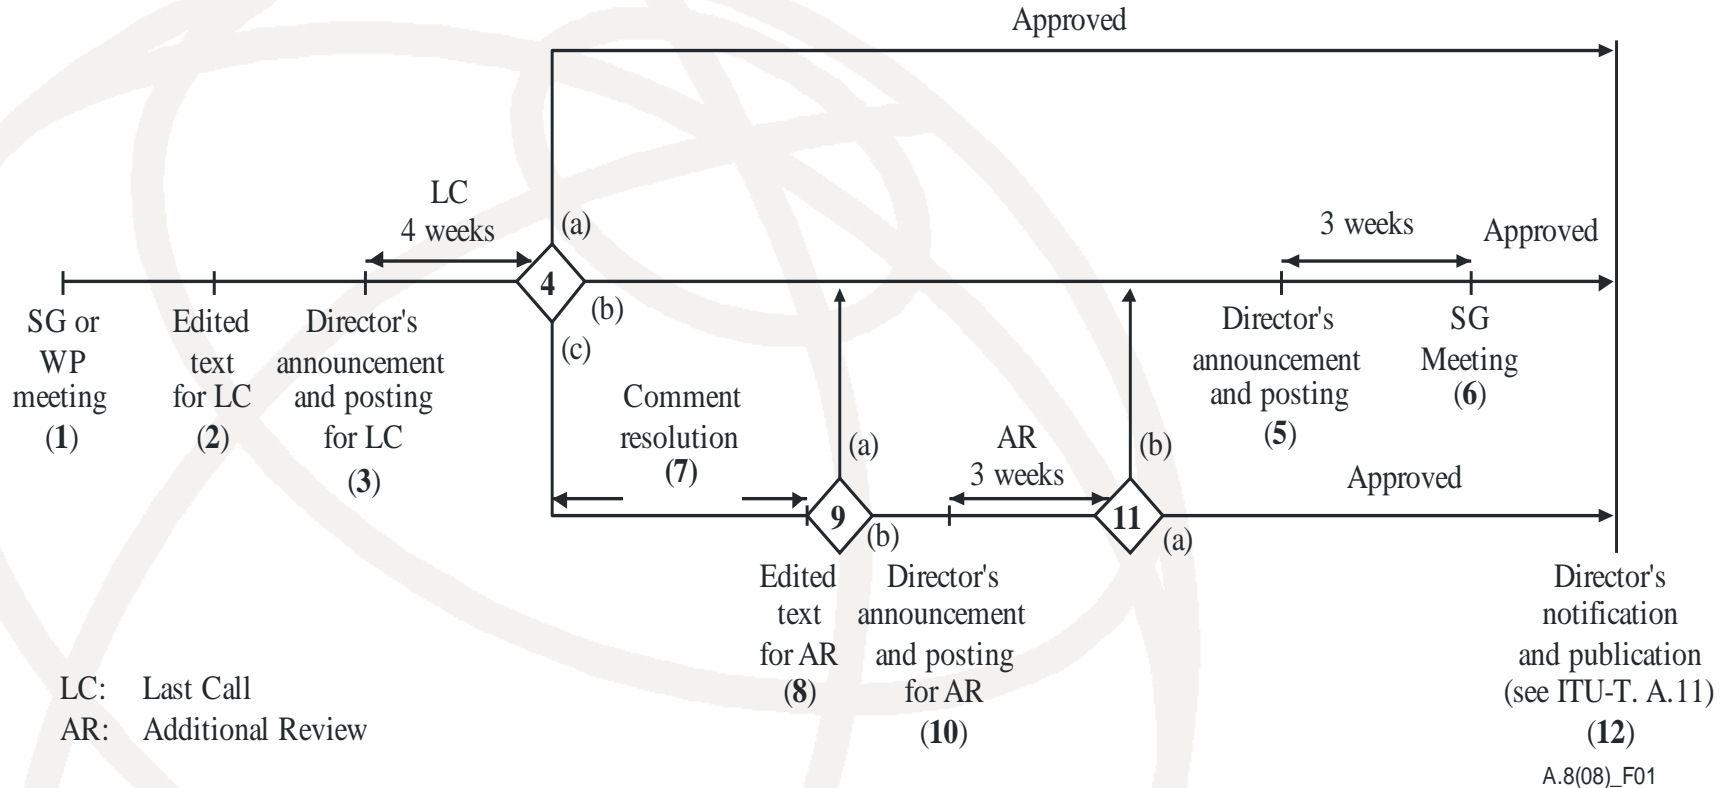 Approved
LC
4 weeks
(a)
4
(b)
(c)
3 weeks
Approved
SG or
WP
meeting
(1)
Edited
text
for LC
(2)
Director's
announcement
and posting
for LC
(3)
Comment
resolution
(7)
(a)
9
(b)
AR
3 weeks
(b)
11
(a)
Director's
announcement
and posting
(5)
SG
Meeting
(6)
Approved
Edited
text
for AR
(8)
Director's
announcement
and posting
for AR
(10)
Director's
notification
and publication
(see ITU-T. A.11)
(12)
LC: Last Call
AR: Additional Review
A.8(08)_F01